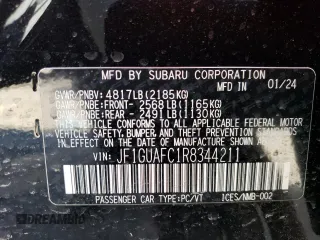 MFD BY SUBARU CORPORATION 01/24
GVWR/PNBV: 4817LB (2185KG)
GAWR/PNBE:FRONT- 2568LB (1165KG)
GAWR/PNBE:REAR - 2491LB (1130KG)
THIS VEHICLE CONFORMS TO ALL APPLICABLE FEDERAL MOTOR
VEHICLE SAFETY, BUMPER, AND THEFT PREVENTION STANDARDS
IN EFFECT ON THE DATE OF MANUFACTURE SHOWN ABOVE
VIN: JF1GUAFC1R8344211
PASSENGER CAR TYPE:PC/VT ICES/NMB-002
DREAMBID